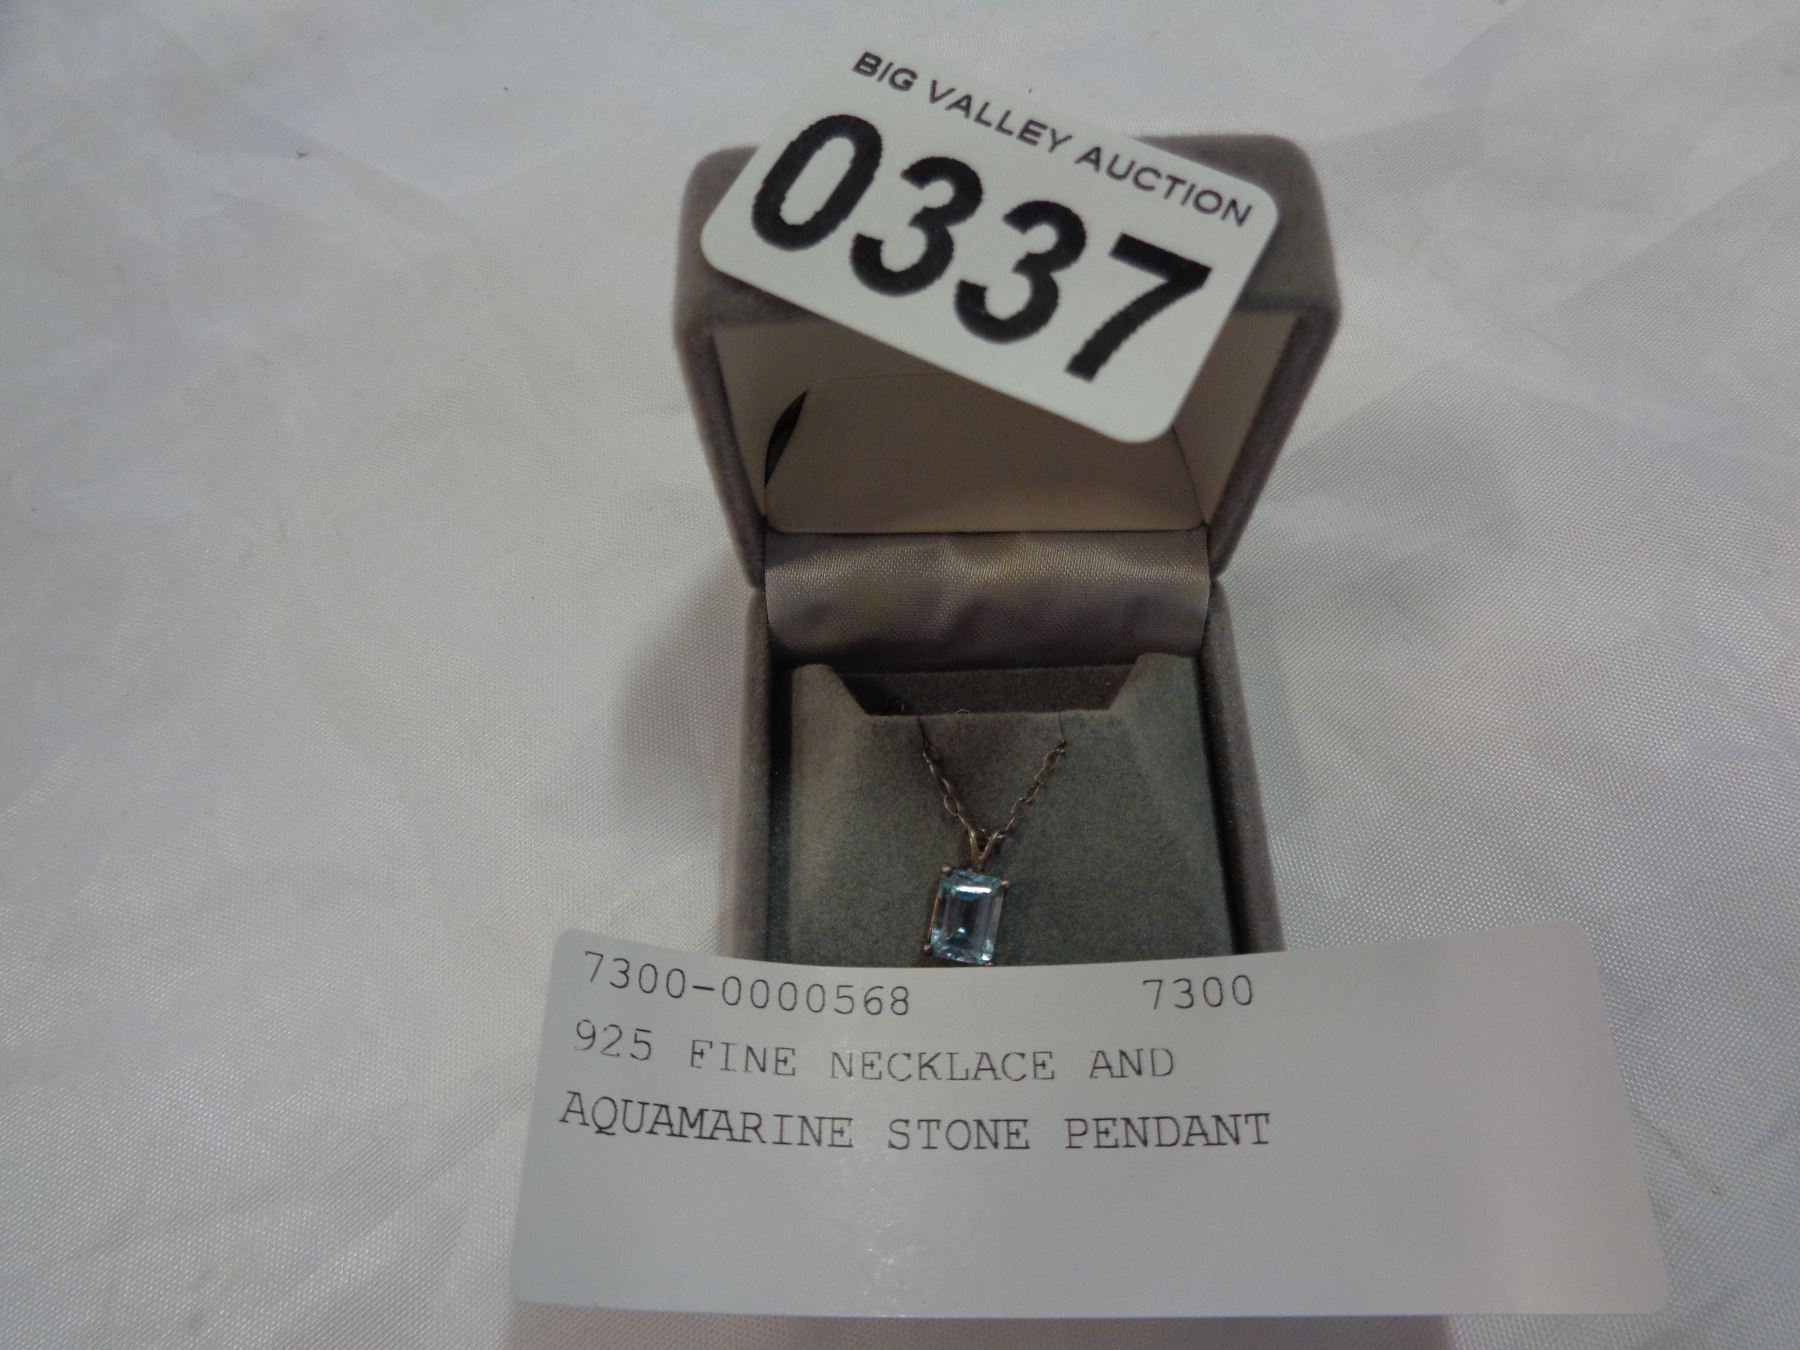 BIG VALLEY AUCTION
0337
7300-0000568 7300
925 FINE NECKLACE AND
AQUAMARINE STONE PENDANT